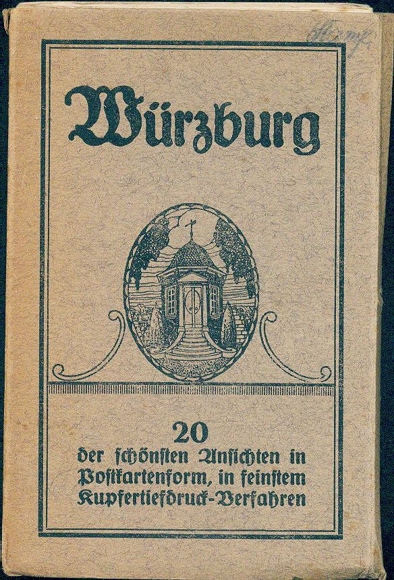 Würzburg
20
der schönsten Ansichten in
Postkartenform, in feinstem
Kupfertiefdruck-Verfahren